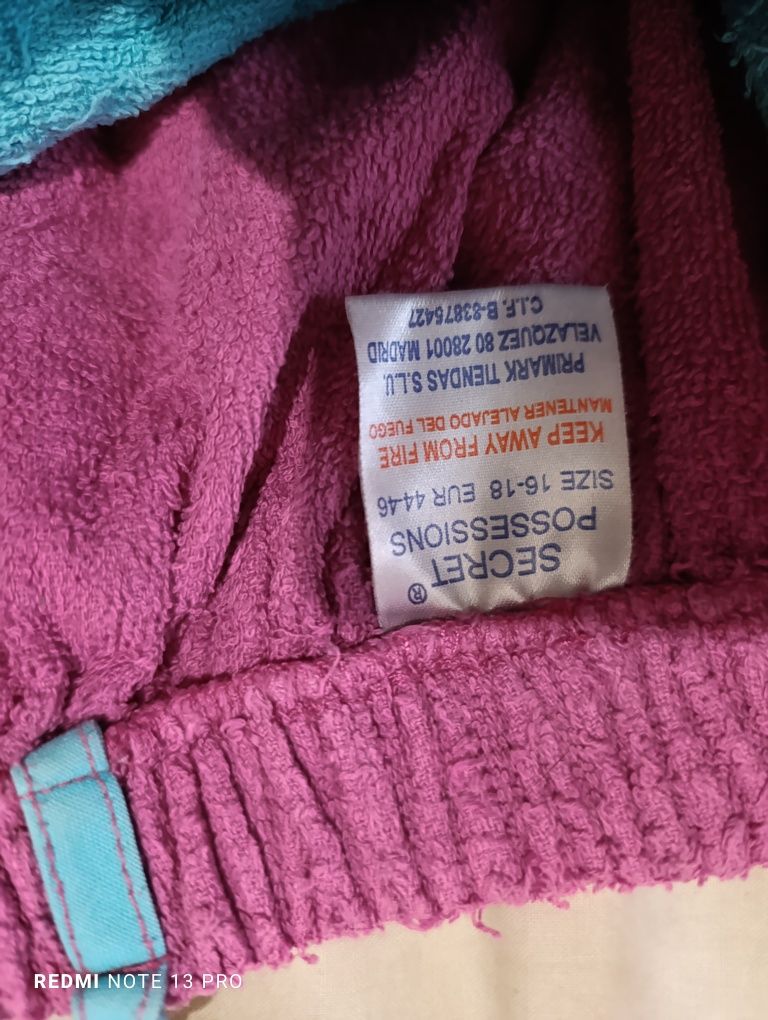 SECRET
POSSESSIONS ®
SIZE 16-18 EUR 44-46
KEEP AWAY FROM FIRE
MANTENER ALEJADO DEL FUEGO
PRIMARK TIENDAS S.L.U.
VELAZQUEZ 80 28001 MADRID
C.I.F. B-83875427
REDMI NOTE 13 PRO